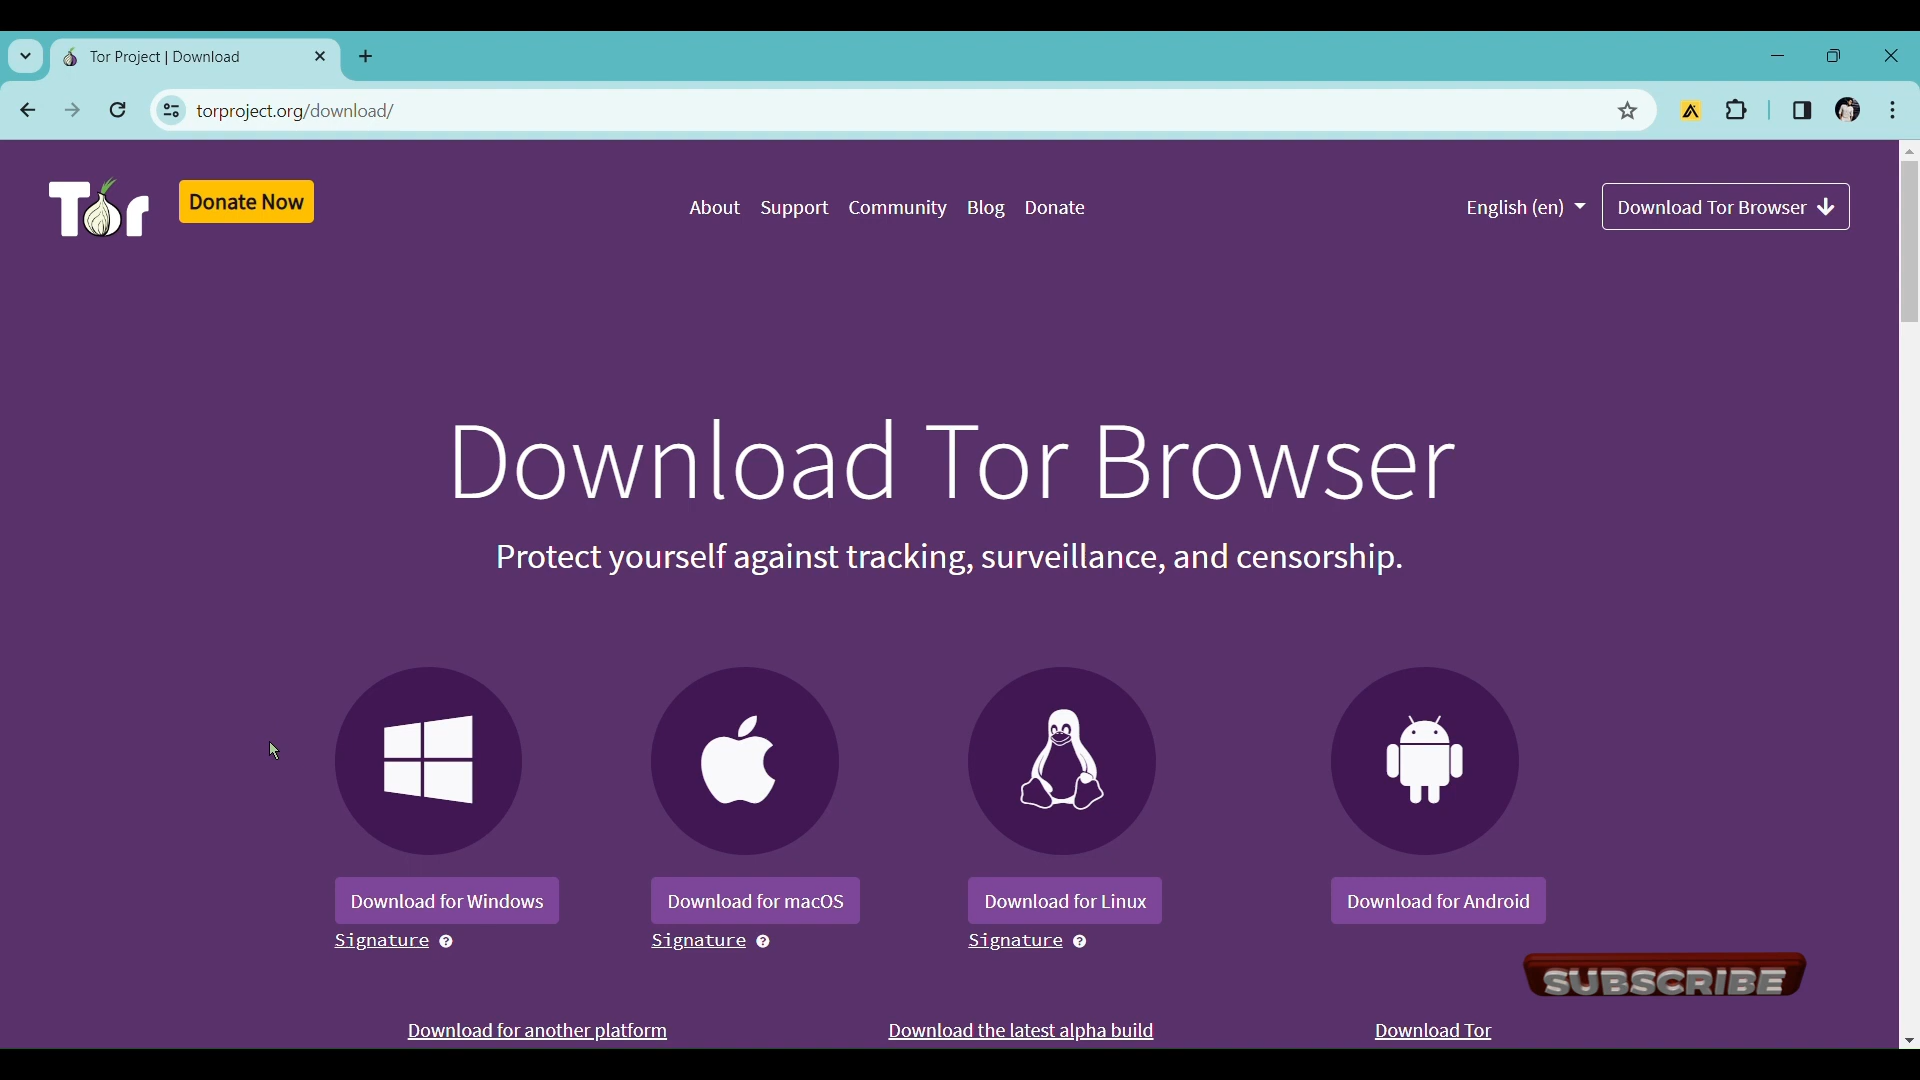 Tor Project | Download
torproject.org/download/
Tor
Donate Now
About Support Community Blog Donate
English (en)
Download Tor Browser
Download Tor Browser
Protect yourself against tracking, surveillance, and censorship.
Download for Windows
Download for macOS
Download for Linux
Download for Android
Signature ?
Signature ?
Signature ?
SUBSCRIBE
Download for another platform
Download the latest alpha build
Download Tor